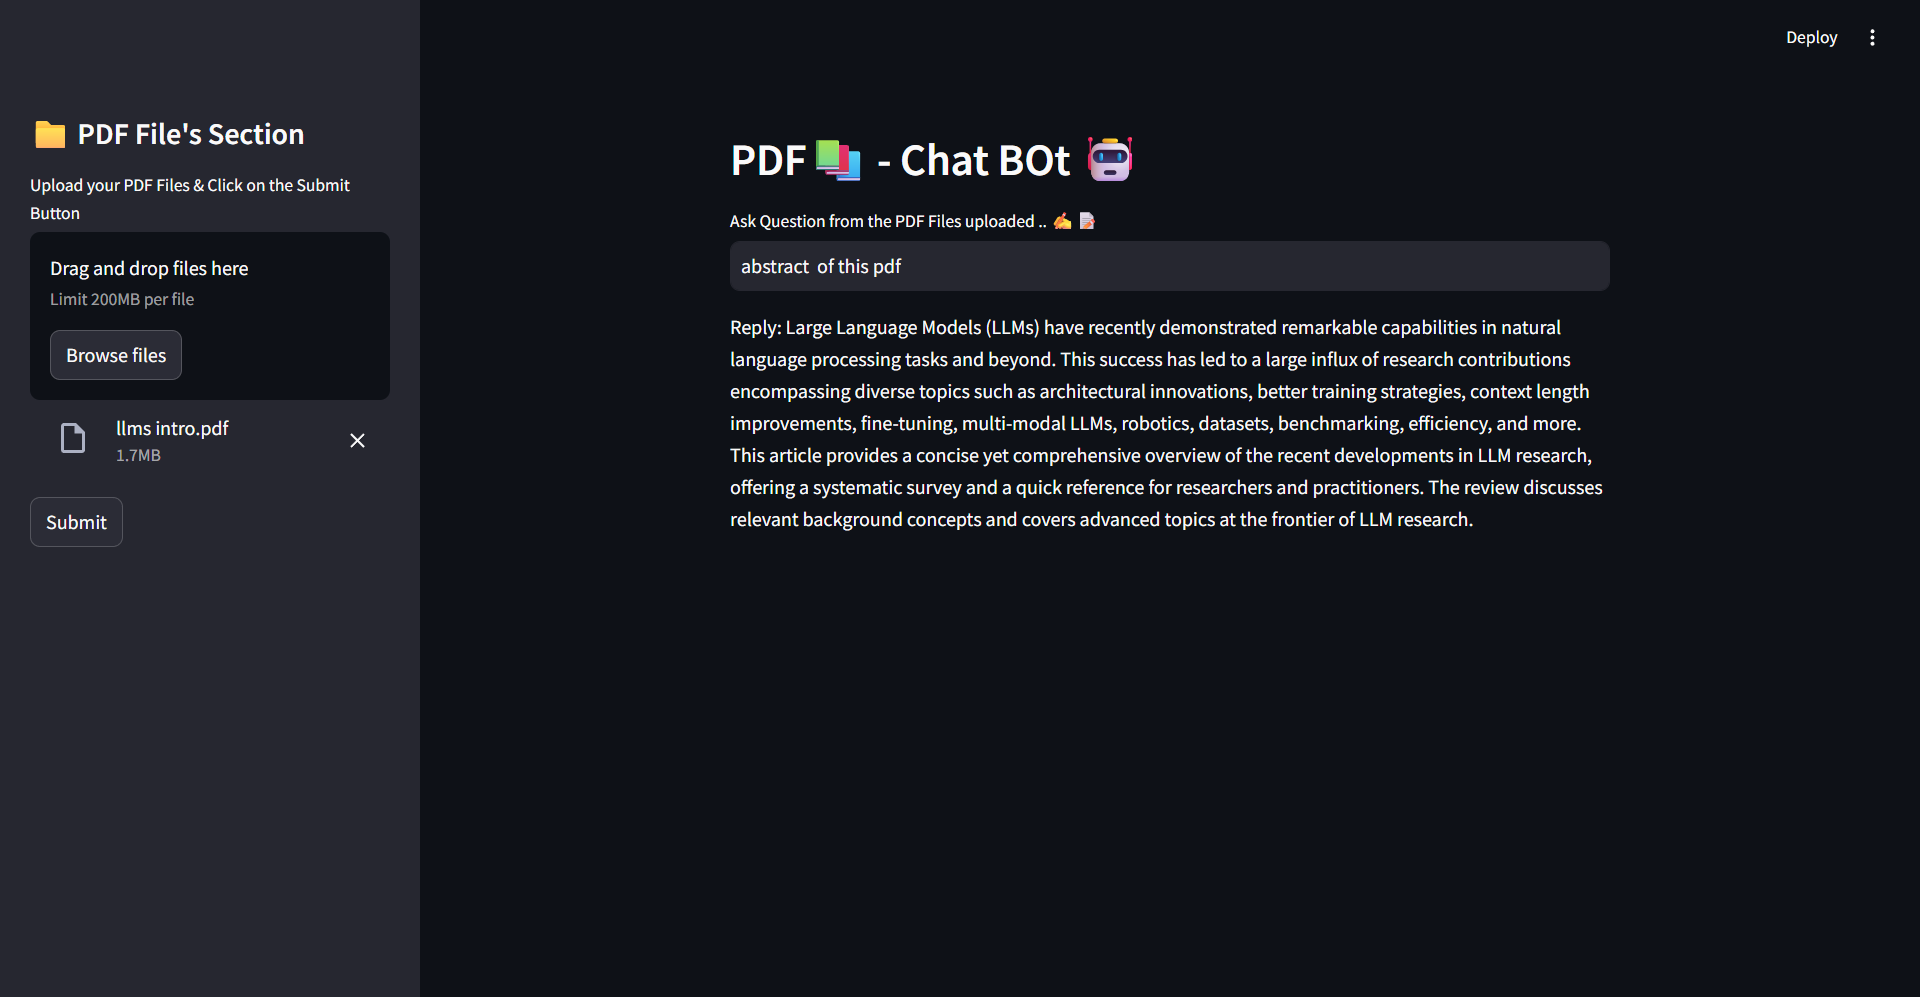 Deploy
PDF File's Section
Upload your PDF Files & Click on the Submit
Button
Drag and drop files here
Limit 200MB per file
Browse files
llms intro.pdf
1.7MB
Submit
PDF - Chat BOt
Ask Question from the PDF Files uploaded ..
abstract  of this pdf
Reply: Large Language Models (LLMs) have recently demonstrated remarkable capabilities in natural
language processing tasks and beyond. This success has led to a large influx of research contributions
encompassing diverse topics such as architectural innovations, better training strategies, context length
improvements, fine-tuning, multi-modal LLMs, robotics, datasets, benchmarking, efficiency, and more.
This article provides a concise yet comprehensive overview of the recent developments in LLM research,
offering a systematic survey and a quick reference for researchers and practitioners. The review discusses
relevant background concepts and covers advanced topics at the frontier of LLM research.